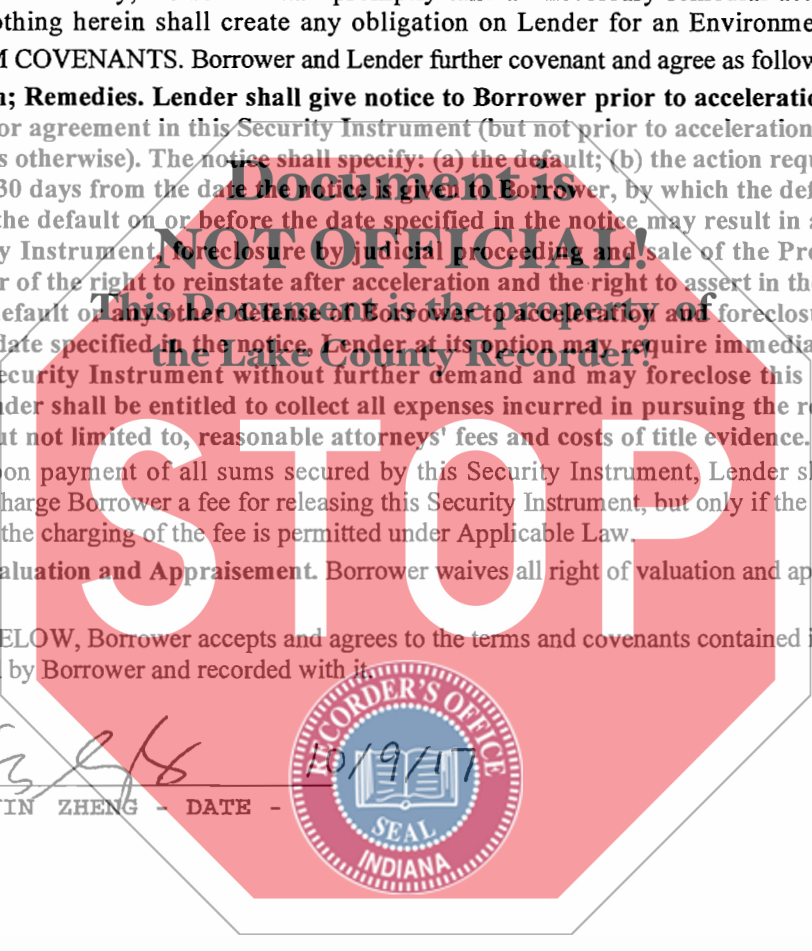 othing herein shall create any obligation on Lender for an Environme
M COVENANTS. Borrower and Lender further covenant and agree as follow
n; Remedies. Lender shall give notice to Borrower prior to acceleratio
or agreement in this Security Instrument (but not prior to acceleration
s otherwise). The notice shall specify: (a) the default; (b) the action requ
Document is
30 days from the date the notice is given to Borrower, by which the def
the default on or before the date specified in the notice may result in a
NOT OFFICIAL!
y Instrument, foreclosure by judicial proceeding and sale of the Pro
r of the right to reinstate after acceleration and the right to assert in the
This Document is the property of
efault or any other defense of Borrower to acceleration and foreclosu
date specified in the notice, Lender at its option may require immedia
the Lake County Recorder!
ecurity Instrument without further demand and may foreclose this
nder shall be entitled to collect all expenses incurred in pursuing the re
ut not limited to, reasonable attorneys' fees and costs of title evidence.
pon payment of all sums secured by this Security Instrument, Lender sh
harge Borrower a fee for releasing this Security Instrument, but only if the
the charging of the fee is permitted under Applicable Law.
STOP
aluation and Appraisement. Borrower waives all right of valuation and ap
ELOW, Borrower accepts and agrees to the terms and covenants contained i
by Borrower and recorded with it.
RECORDER'S OFFICE
10/9/17
TIN ZHENG - DATE -
SEAL
INDIANA